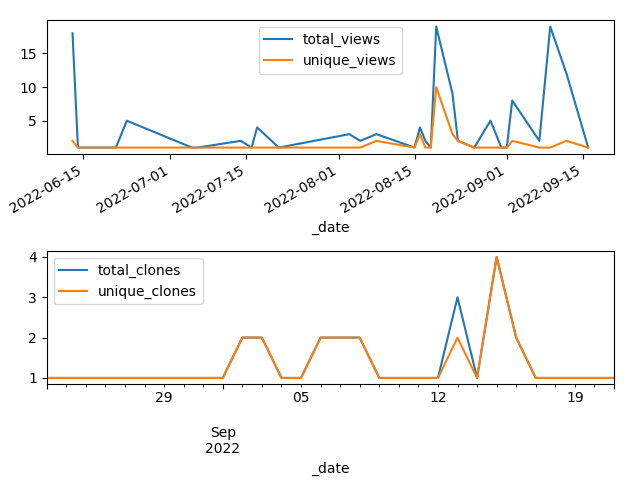 total_views
unique_views
15
10
5
2022-06-15
2022-07-01
2022-07-15
2022-08-01
2022-08-15
2022-09-01
2022-09-15
_date
total_clones
unique_clones
4
3
2
1
29
05
12
19
Sep
2022
_date